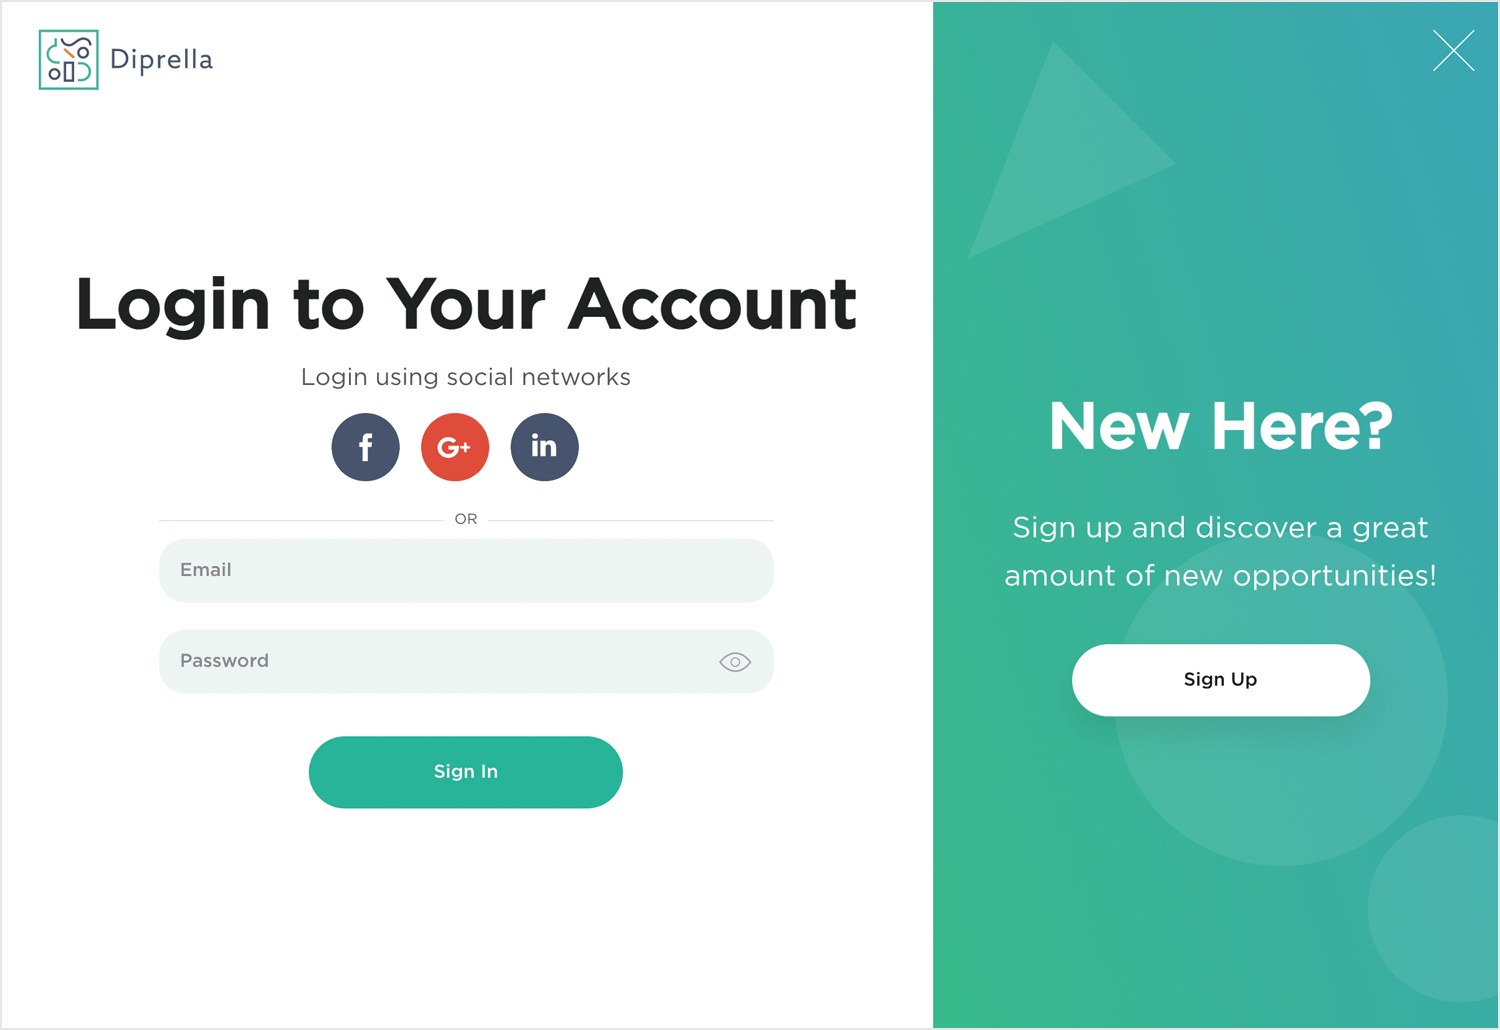 Diprella
Login to Your Account
Login using social networks
f G+ in
OR
Email
Password
Sign In
New Here?
Sign up and discover a great
amount of new opportunities!
Sign Up